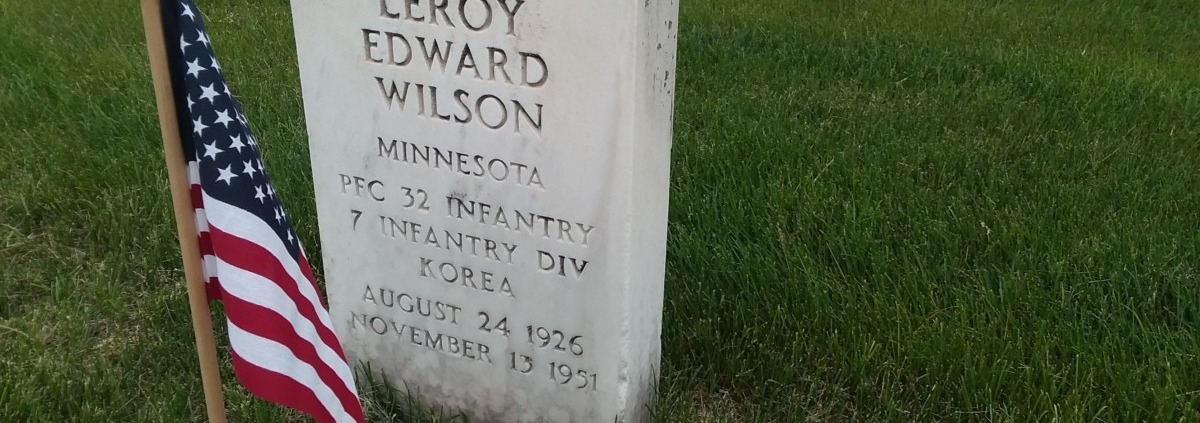 LEROY
EDWARD
WILSON
MINNESOTA
PFC 32 INFANTRY
7 INFANTRY DIV
KOREA
AUGUST 24 1926
NOVEMBER 13 1951